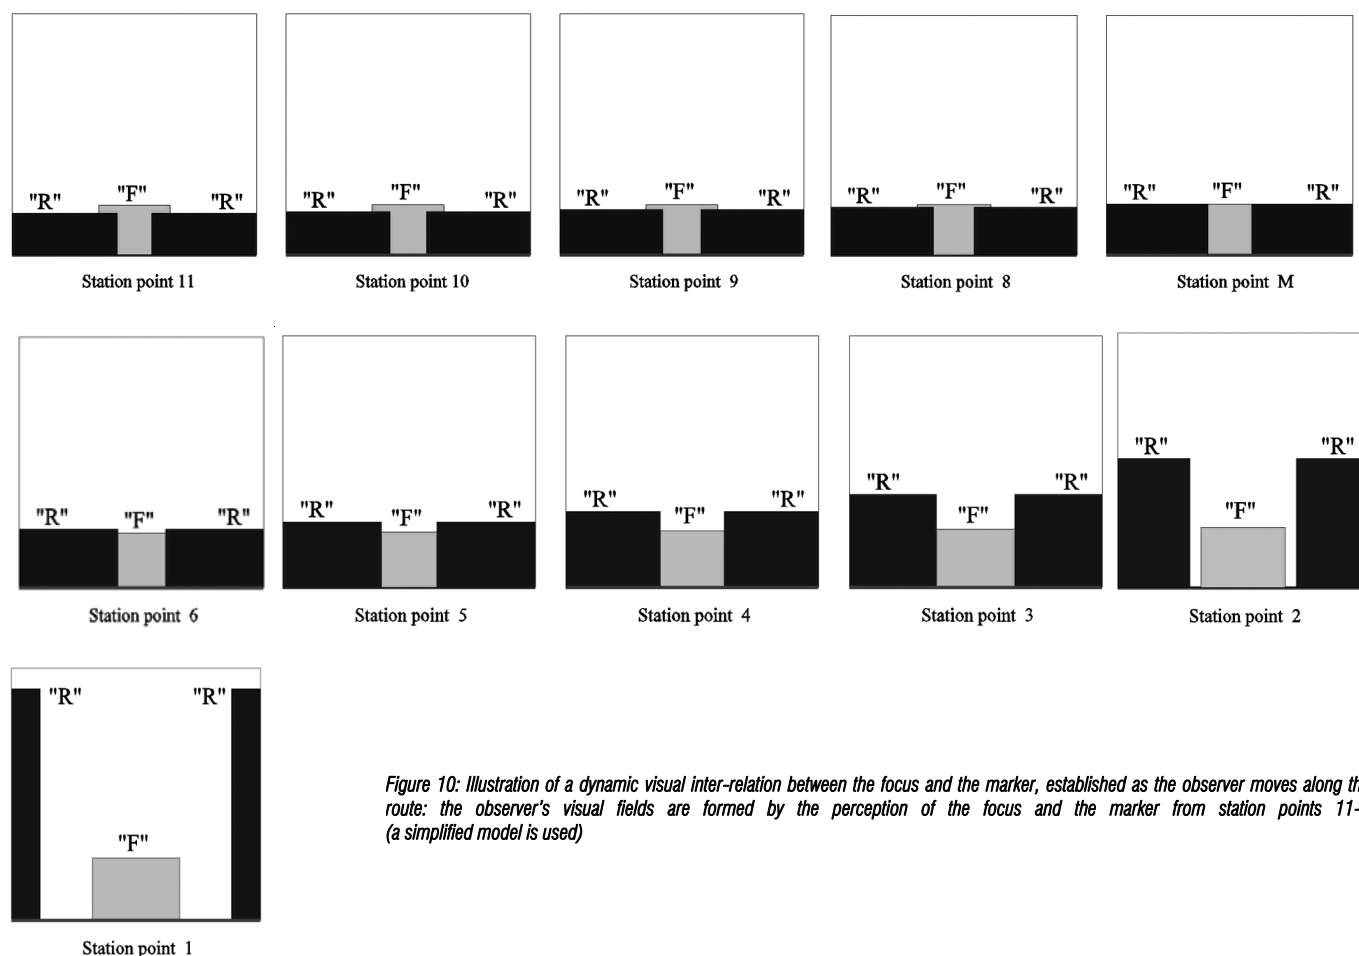 "R" "F" "R" "R" "F" "R" "R" "F" "R" "R" "F" "R" "R" "F" "R"
Station point 11 Station point 10 Station point 9 Station point 8 Station point M
"R" "F" "R" "R" "F" "R" "R" "F" "R" "R" "F" "R" "R" "F" "R"
Station point 6 Station point 5 Station point 4 Station point 3 Station point 2
"R" "R"
"F"
Station point 1
Figure 10: Illustration of a dynamic visual inter-relation between the focus and the marker, established as the observer moves along th
route: the observer's visual fields are formed by the perception of the focus and the marker from station points 11-
(a simplified model is used)